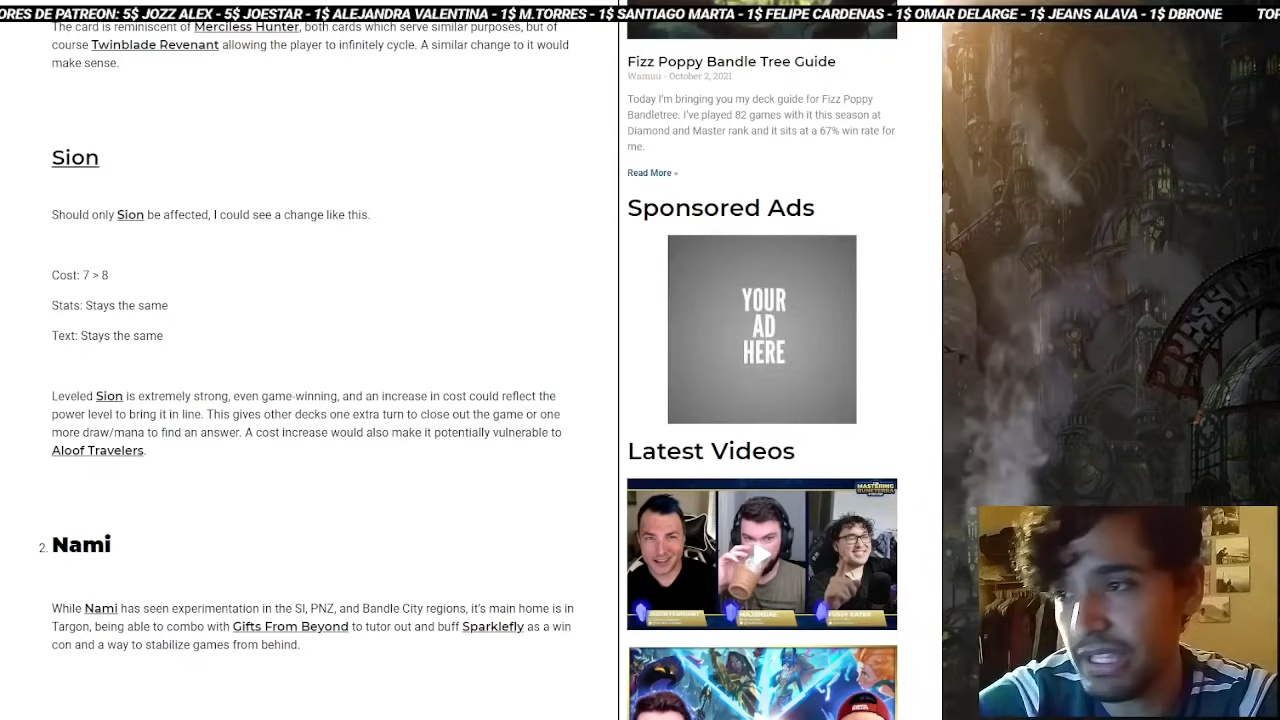 ORES DE PATREON: 5$ JOZZ ALEX - 5$ JOESTAR - 1$ ALEJANDRA VALENTINA - 1$ M.TORRES - 1$ SANTIAGO MARTA - 1$ FELIPE CARDENAS - 1$ OMAR DELARGE - 1$ JEANS ALAVA - 1$ DBRONE TOP
The card is reminiscent of Merciless Hunter, both cards which serve similar purposes, but of
course Twinblade Revenant allowing the player to infinitely cycle. A similar change to it would
make sense.
Sion
Should only Sion be affected, I could see a change like this.
Cost: 7 > 8
Stats: Stays the same
Text: Stays the same
Leveled Sion is extremely strong, even game-winning, and an increase in cost could reflect the
power level to bring it in line. This gives other decks one extra turn to close out the game or one
more draw/mana to find an answer. A cost increase would also make it potentially vulnerable to
Aloof Travelers.
2. Nami
While Nami has seen experimentation in the SI, PNZ, and Bandle City regions, it's main home is in
Targon, being able to combo with Gifts From Beyond to tutor out and buff Sparklefly as a win
con and a way to stabilize games from behind.
Fizz Poppy Bandle Tree Guide
Wamuu - October 2, 2021
Today I'm bringing you my deck guide for Fizz Poppy
Bandletree. I've played 82 games with it this season at
Diamond and Master rank and it sits at a 67% win rate for
me.
Read More »
Sponsored Ads
YOUR
AD
HERE
Latest Videos
MASTERING
RUNETERRA